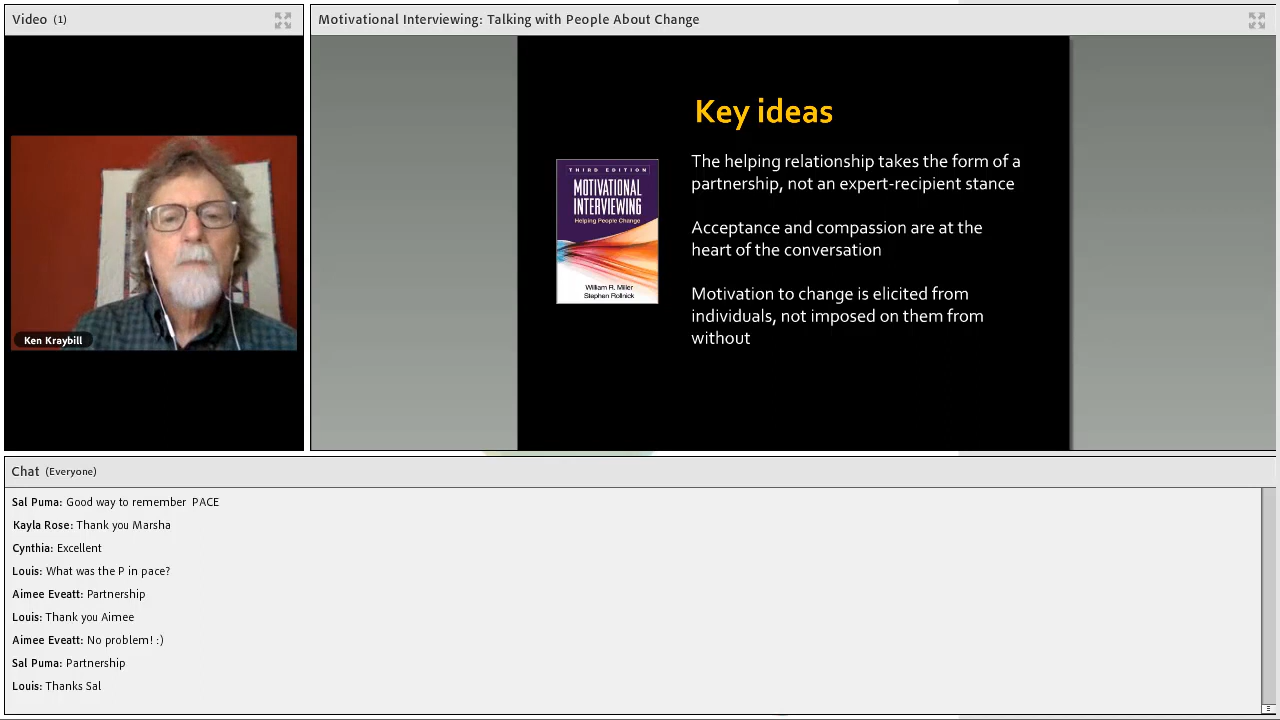 Video (1)
Ken Kraybill
Motivational Interviewing: Talking with People About Change
Key ideas
THIRD EDITION
MOTIVATIONAL
INTERVIEWING
Helping People Change
William R. Miller
Stephen Rollnick
The helping relationship takes the form of a
partnership, not an expert-recipient stance
Acceptance and compassion are at the
heart of the conversation
Motivation to change is elicited from
individuals, not imposed on them from
without
Chat (Everyone)
Sal Puma: Good way to remember PACE
Kayla Rose: Thank you Marsha
Cynthia: Excellent
Louis: What was the P in pace?
Aimee Eveatt: Partnership
Louis: Thank you Aimee
Aimee Eveatt: No problem! :)
Sal Puma: Partnership
Louis: Thanks Sal